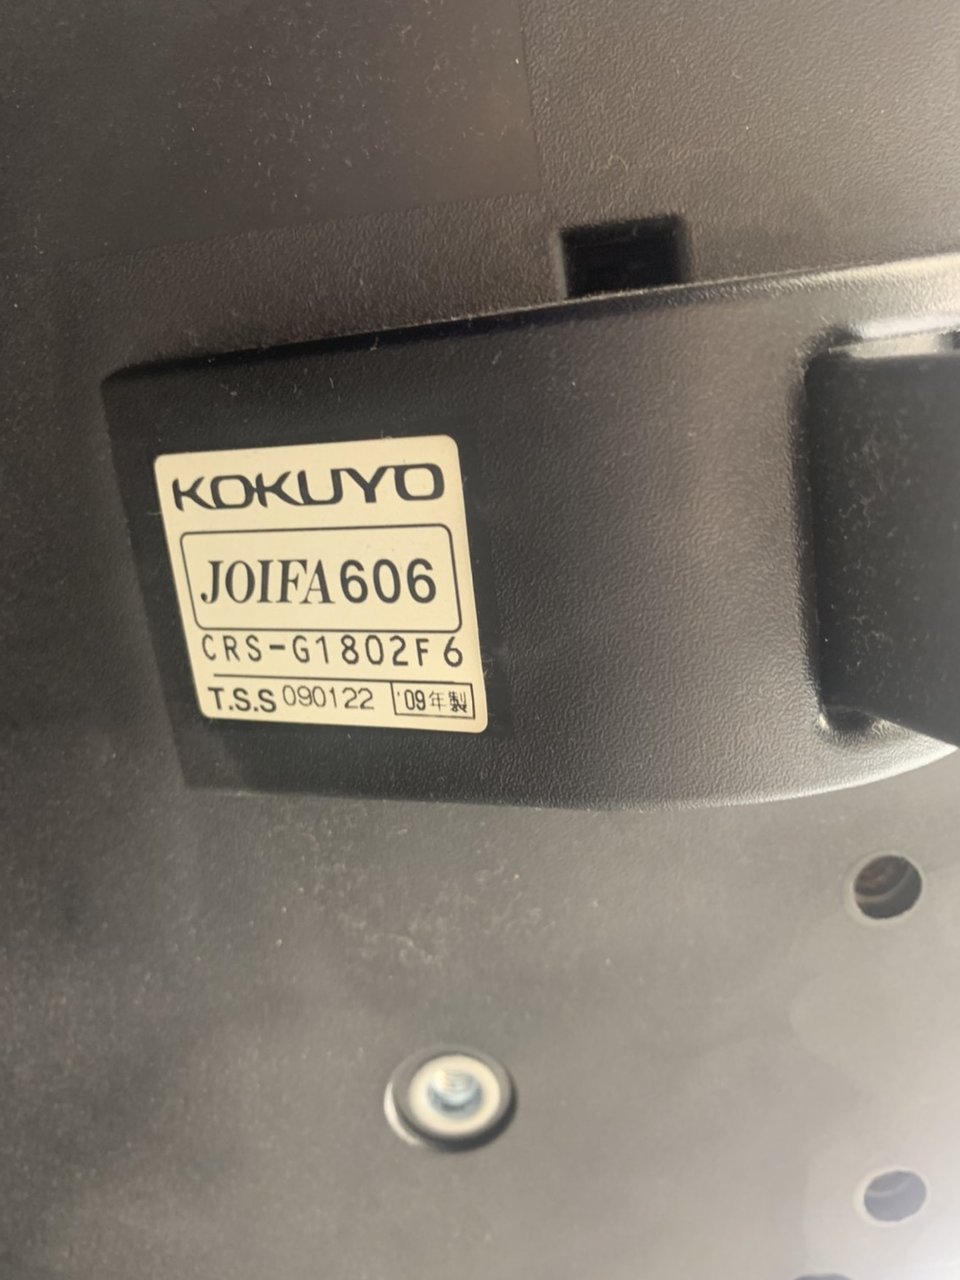 KOKUYO
JOIFA606
CRS-G1802F6
T.S.S 090122 '09年製